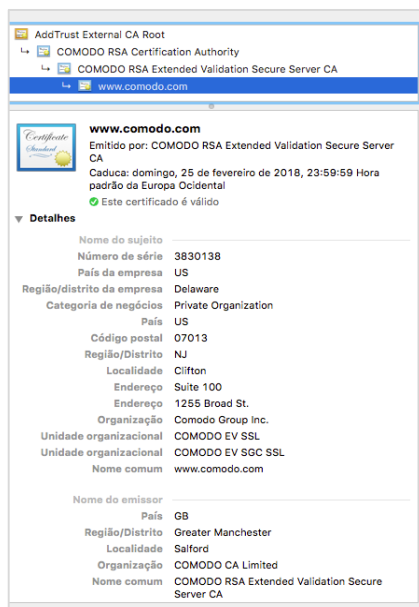 AddTrust External CA Root
COMODO RSA Certification Authority
COMODO RSA Extended Validation Secure Server CA
www.comodo.com
Certificate
Standard
www.comodo.com
Emitido por: COMODO RSA Extended Validation Secure Server
CA
Caduca: domingo, 25 de fevereiro de 2018, 23:59:59 Hora
padrão da Europa Ocidental
Este certificado é válido
Detalhes
Nome do sujeito
Número de série 3830138
País da empresa US
Região/distrito da empresa Delaware
Categoria de negócios Private Organization
País US
Código postal 07013
Região/Distrito NJ
Localidade Clifton
Endereço Suite 100
Endereço 1255 Broad St.
Organização Comodo Group Inc.
Unidade organizacional COMODO EV SSL
Unidade organizacional COMODO EV SGC SSL
Nome comum www.comodo.com
Nome do emissor
País GB
Região/Distrito Greater Manchester
Localidade Salford
Organização COMODO CA Limited
Nome comum COMODO RSA Extended Validation Secure
Server CA